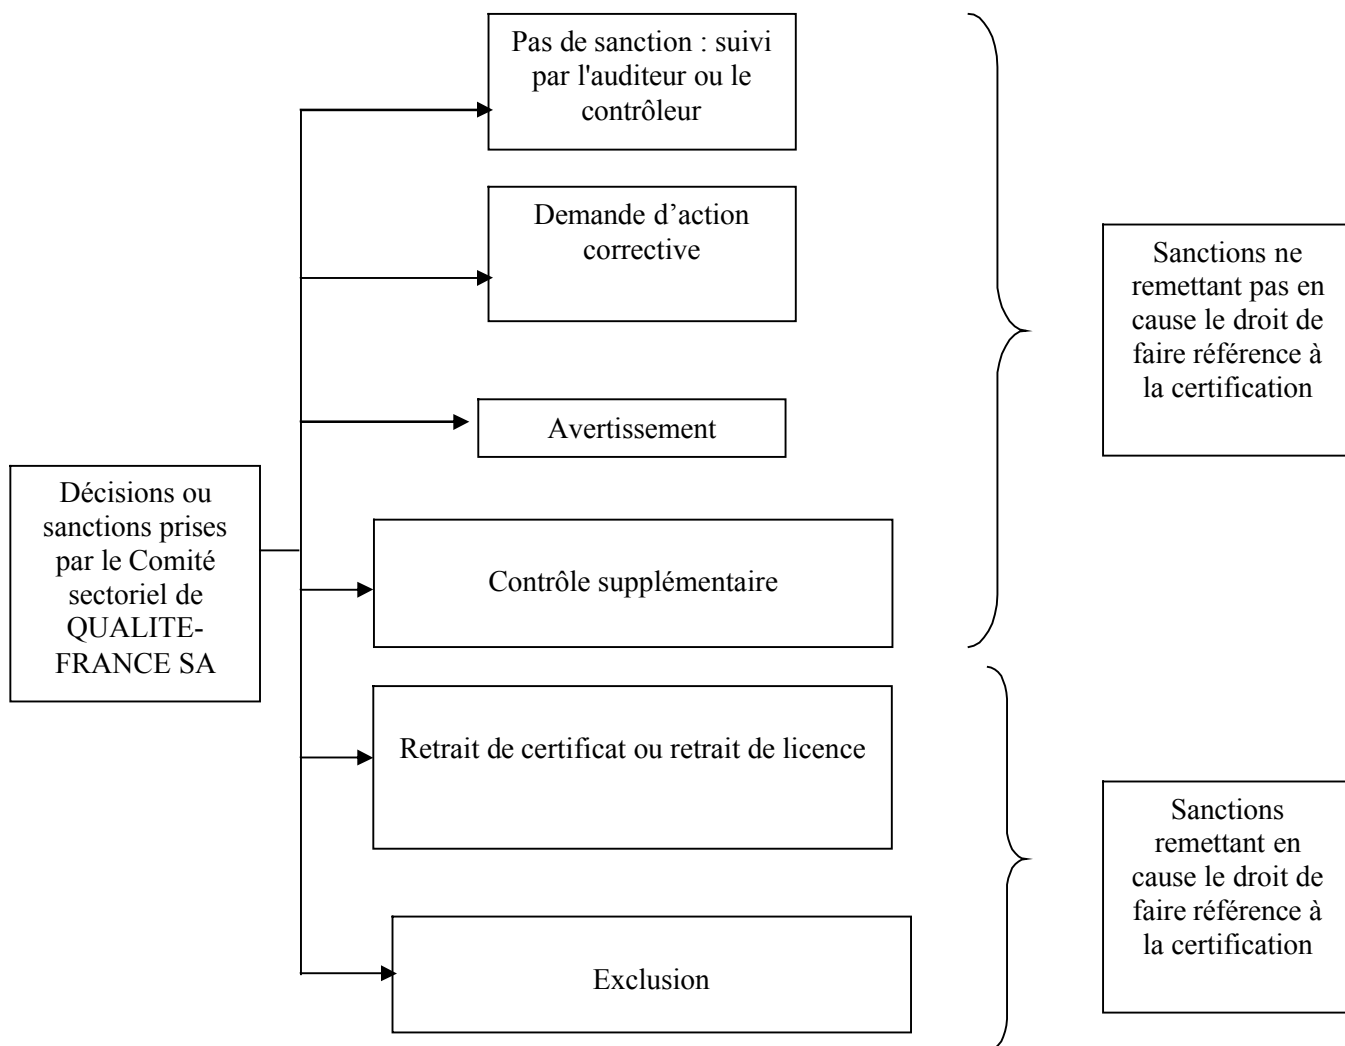 Pas de sanction : suivi
par l'auditeur ou le
contrôleur
Demande d’action
corrective
Sanctions ne
remettant pas en
cause le droit de
faire référence à
la certification
Avertissement
Décisions ou
sanctions prises
par le Comité
sectoriel de
QUALITE-
FRANCE SA
Contrôle supplémentaire
Retrait de certificat ou retrait de licence
Sanctions
remettant en
cause le droit de
faire référence à
la certification
Exclusion